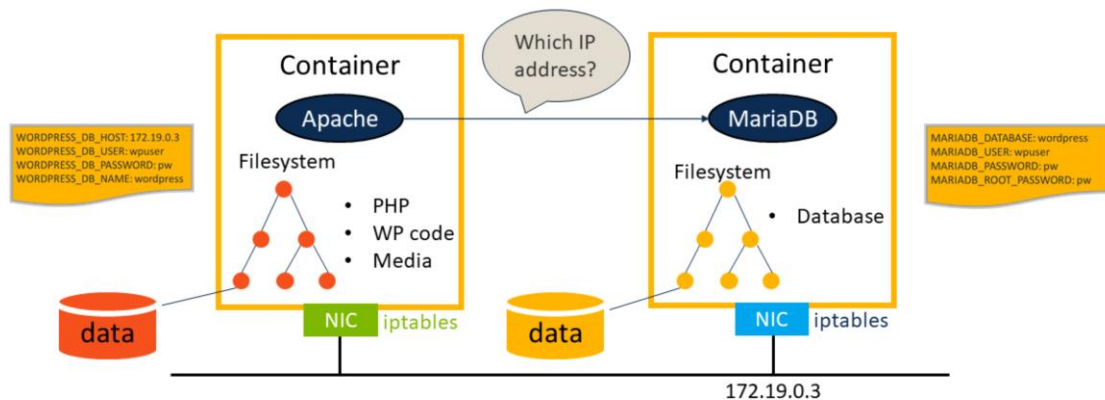 Which IP
address?
Container
Apache
Filesystem
• PHP
• WP code
• Media
NIC
iptables
data
WORDPRESS_DB_HOST: 172.19.0.3
WORDPRESS_DB_USER: wpuser
WORDPRESS_DB_PASSWORD: pw
WORDPRESS_DB_NAME: wordpress
Container
MariaDB
Filesystem
• Database
NIC
iptables
data
MARIADB_DATABASE: wordpress
MARIADB_USER: wpuser
MARIADB_PASSWORD: pw
MARIADB_ROOT_PASSWORD: pw
172.19.0.3